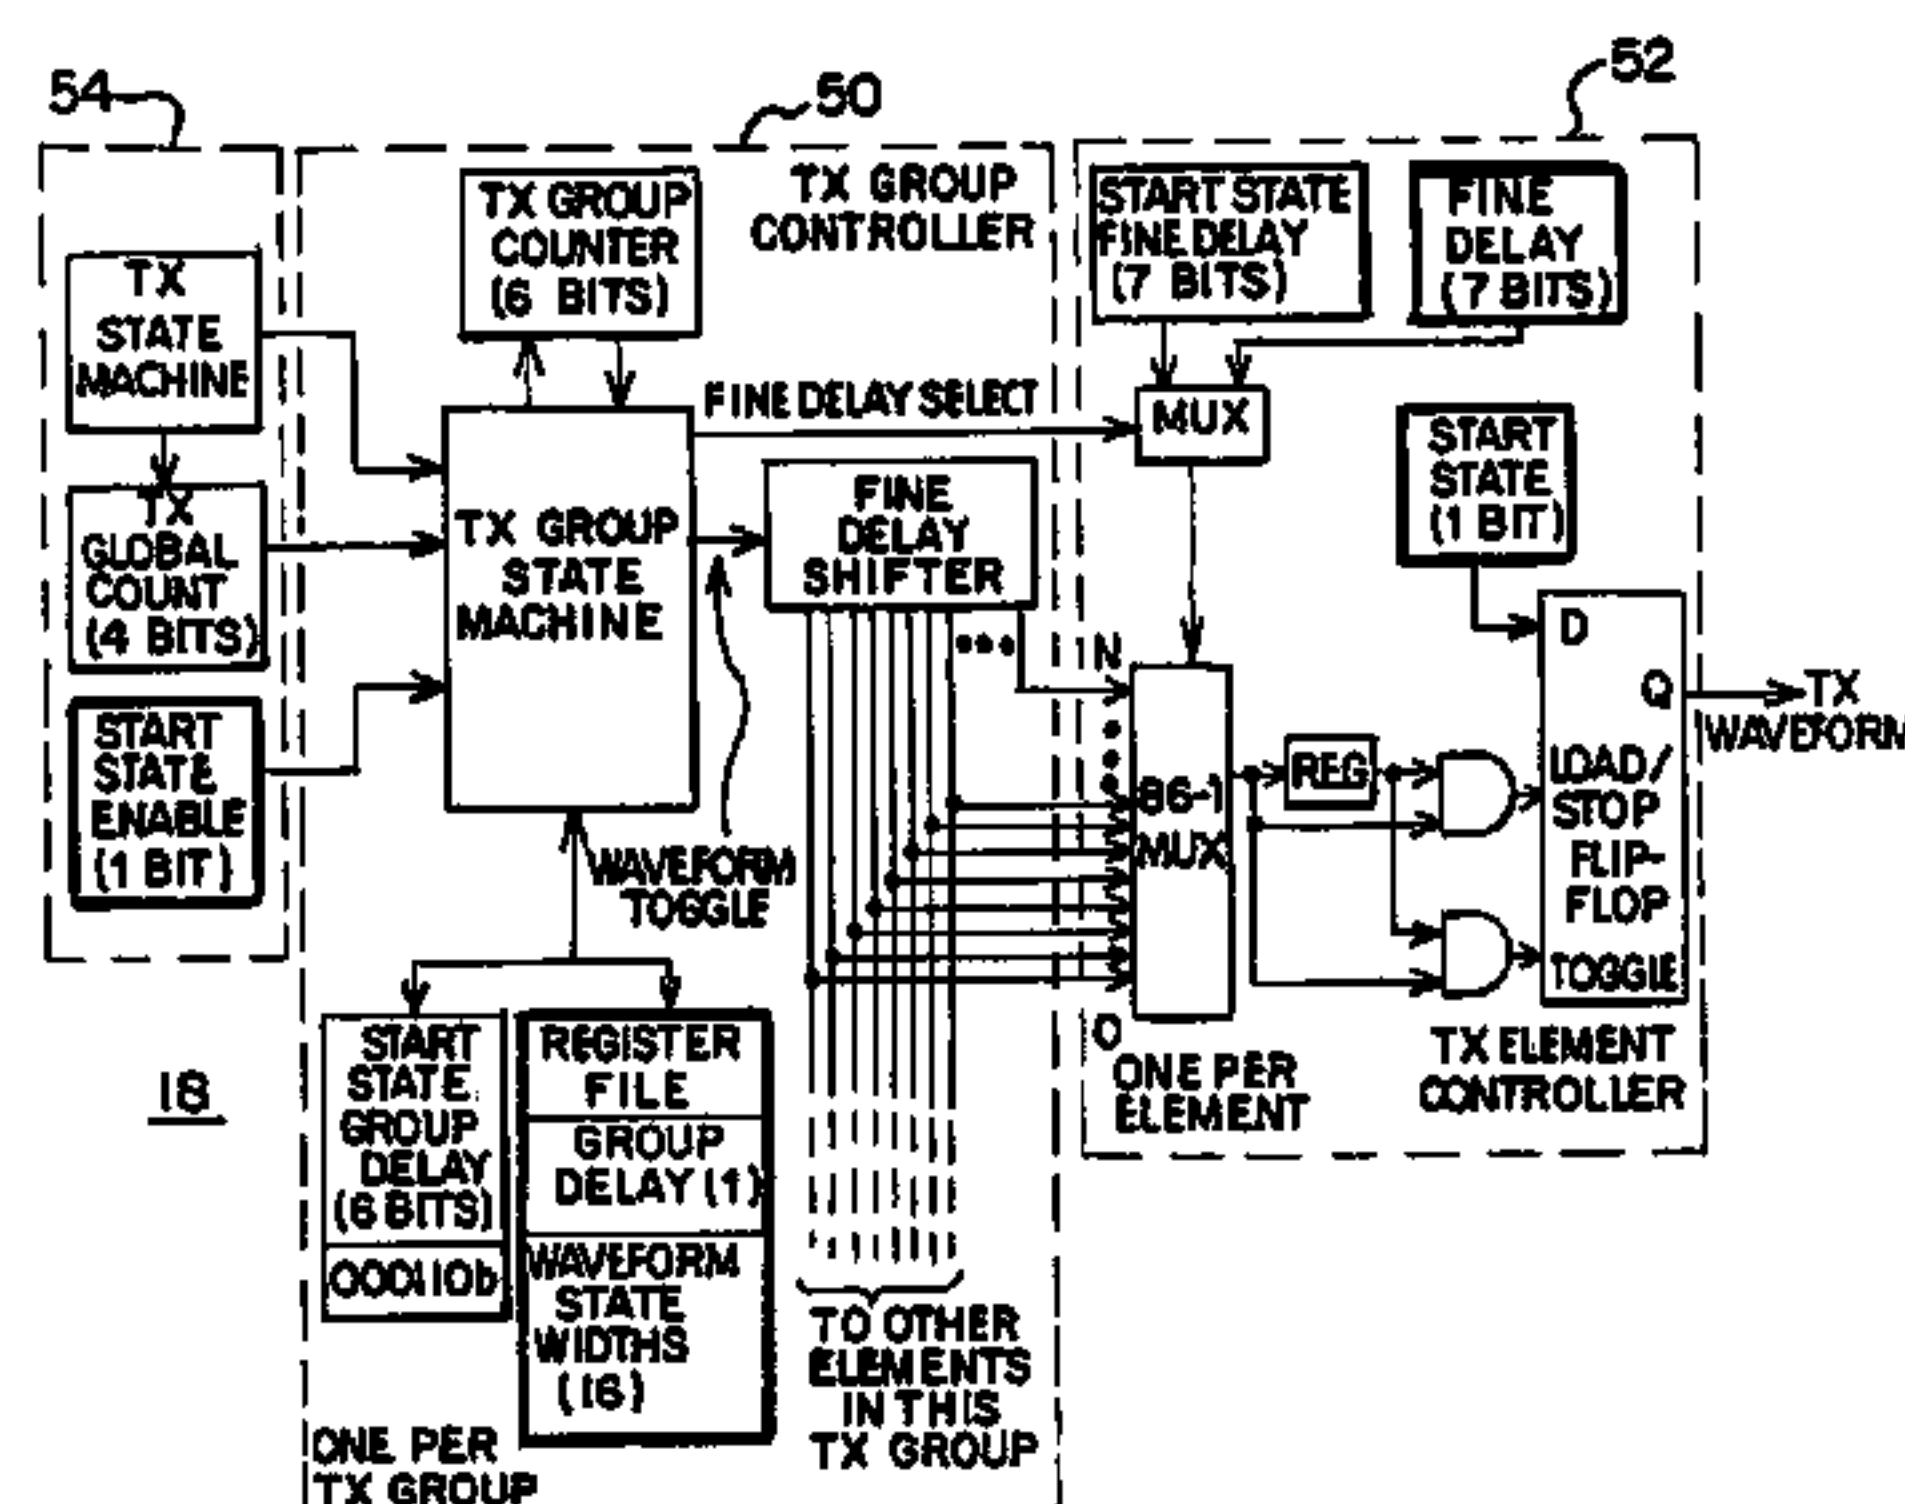 54
50
52
TX
STATE
MACHINE
TX
GLOBAL
COUNT
(4 BITS)
START
STATE
ENABLE
(1 BIT)
18
TX GROUP
COUNTER
(6 BITS)
TX GROUP
CONTROLLER
FINE DELAY SELECT
TX GROUP
STATE
MACHINE
FINE
DELAY
SHIFTER
WAVEFORM
TOGGLE
START
STATE
GROUP
DELAY
(6 BITS)
000110b
REGISTER
FILE
GROUP
DELAY (1)
WAVEFORM
STATE
WIDTHS
(16)
TO OTHER
ELEMENTS
IN THIS
TX GROUP
ONE PER
TX GROUP
START STATE
FINE DELAY
(7 BITS)
FINE
DELAY
(7 BITS)
MUX
START
STATE
(1 BIT)
N
86-1
MUX
O
REG
D
Q
LOAD/
STOP
FLIP-
FLOP
TOGGLE
TX
WAVEFORM
ONE PER
ELEMENT
TX ELEMENT
CONTROLLER